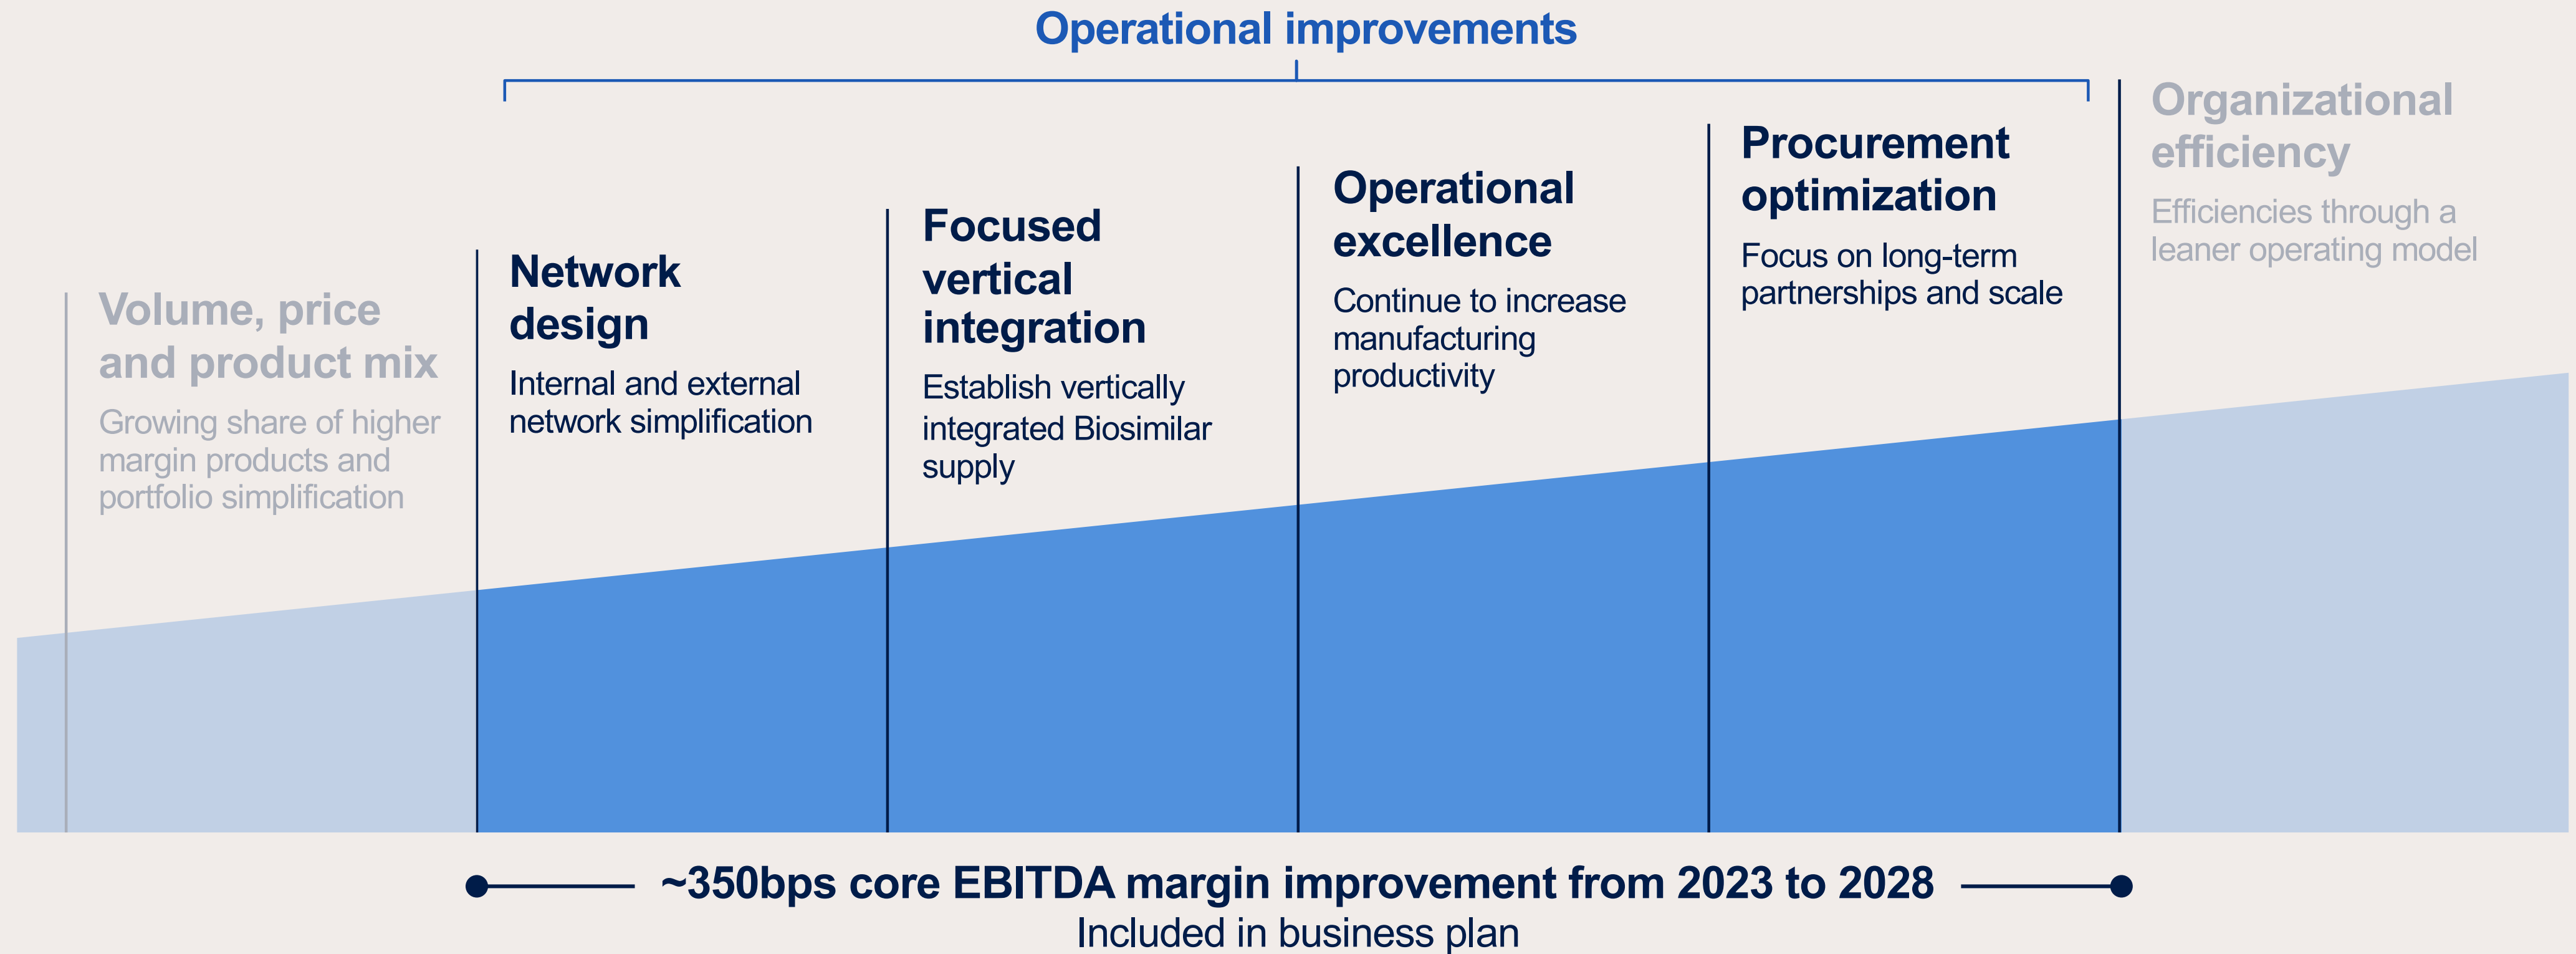 Operational improvements
Volume, price
and product mix
Growing share of higher
margin products and
portfolio simplification
Network
design
Internal and external
network simplification
Focused
vertical
integration
Establish vertically
integrated Biosimilar
supply
Operational
excellence
Continue to increase
manufacturing
productivity
Procurement
optimization
Focus on long-term
partnerships and scale
Organizational
efficiency
Efficiencies through a
leaner operating model
~350bps core EBITDA margin improvement from 2023 to 2028
Included in business plan